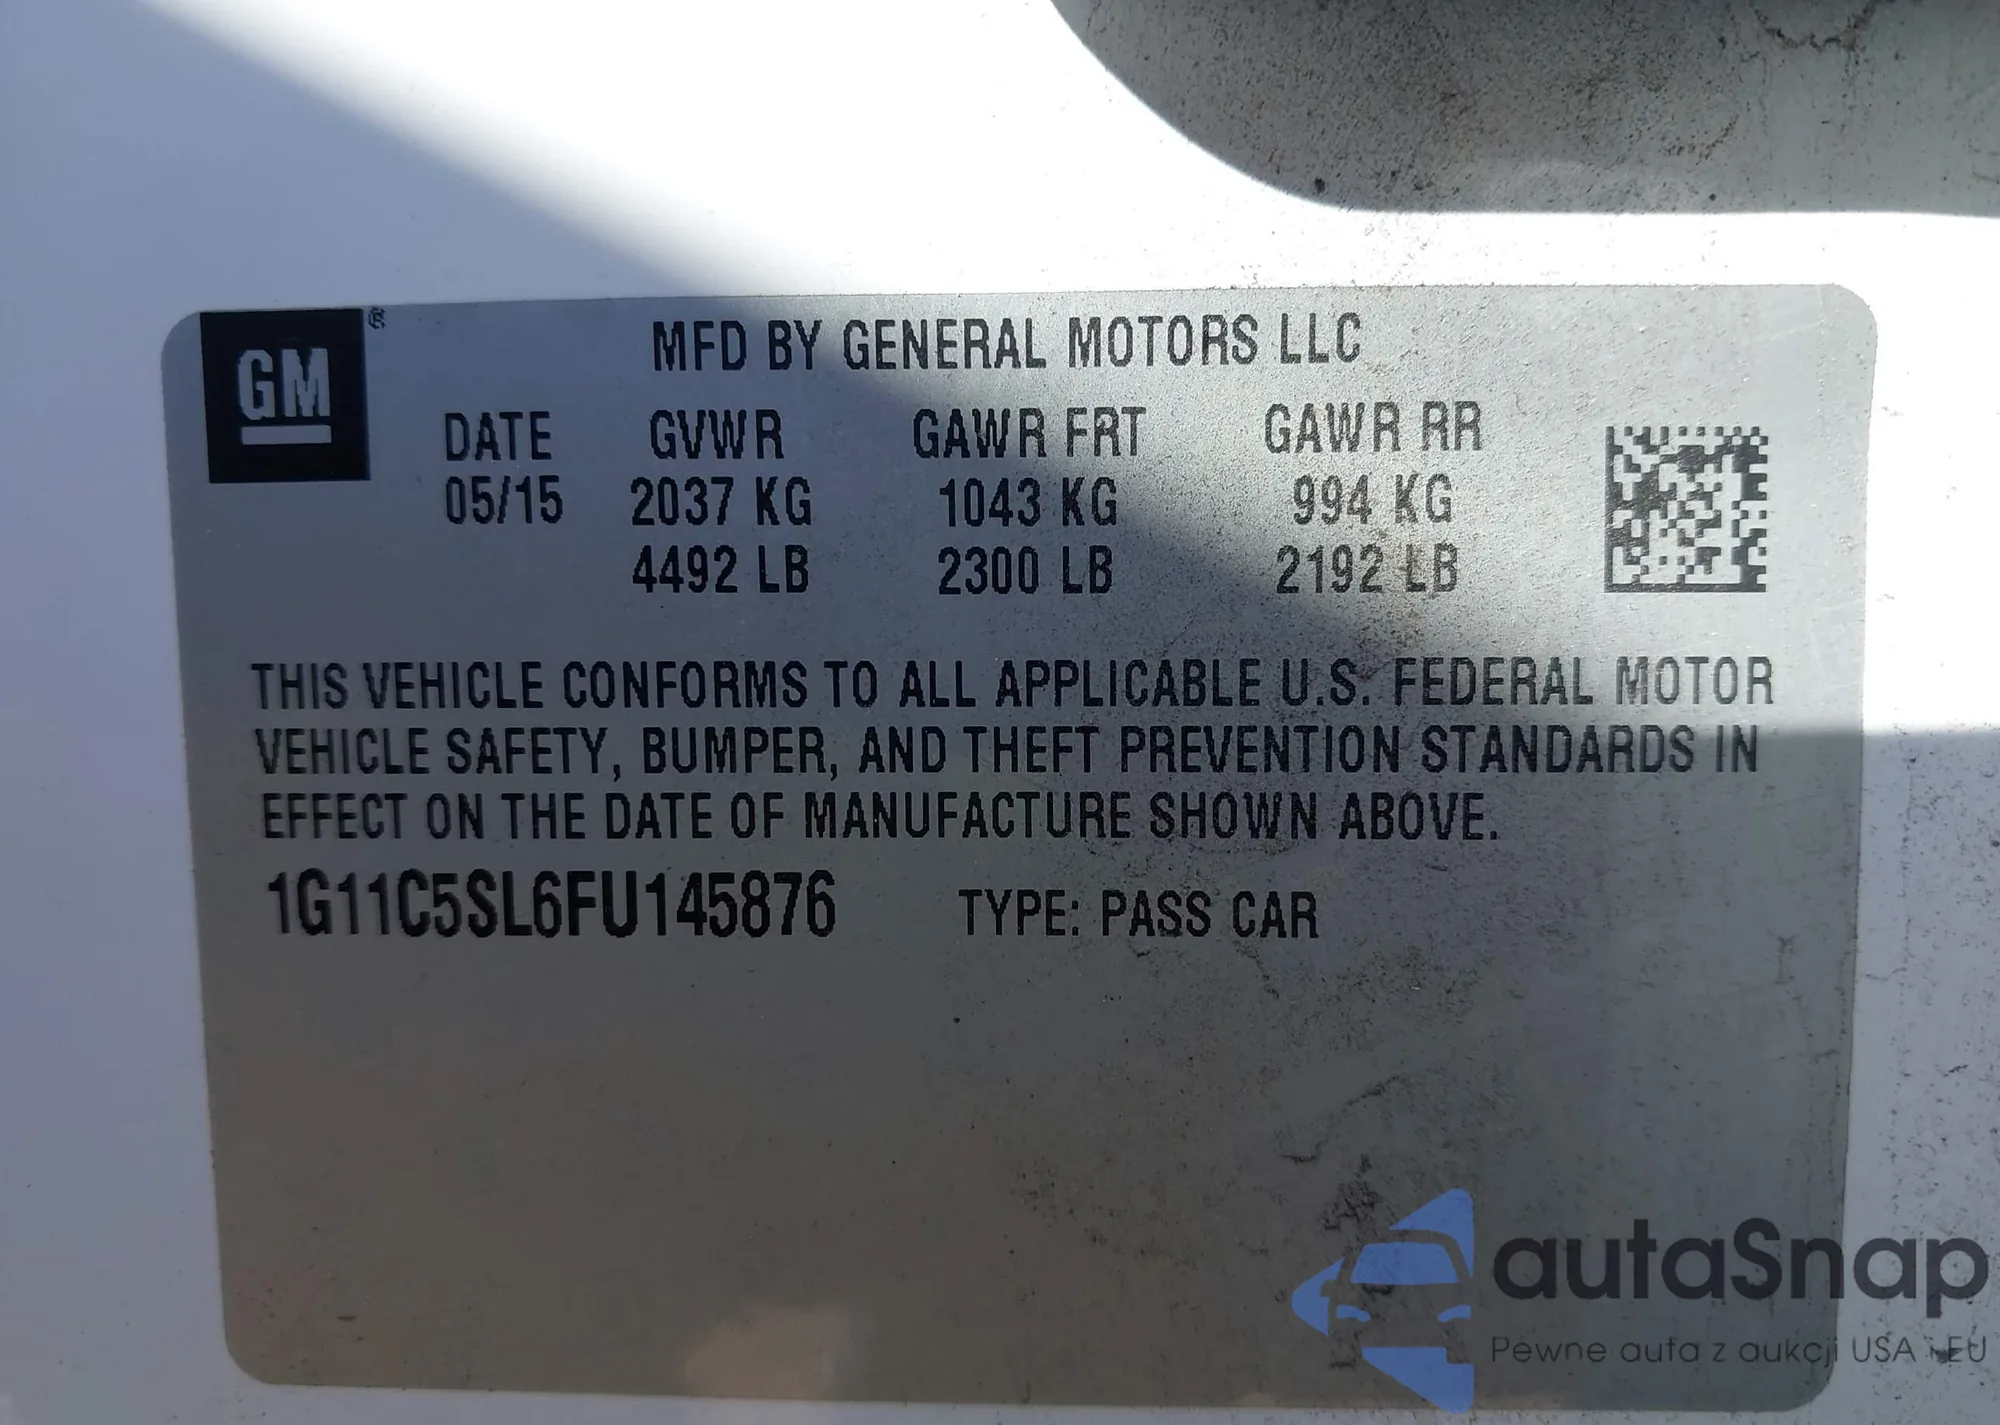 GM ®
MFD BY GENERAL MOTORS LLC
DATE GVWR GAWR FRT GAWR RR
05/15 2037 KG 1043 KG 994 KG
4492 LB 2300 LB 2192 LB
THIS VEHICLE CONFORMS TO ALL APPLICABLE U.S. FEDERAL MOTOR
VEHICLE SAFETY, BUMPER, AND THEFT PREVENTION STANDARDS IN
EFFECT ON THE DATE OF MANUFACTURE SHOWN ABOVE.
1G11C5SL6FU145876 TYPE: PASS CAR
autaSnap
Pewne auta z aukcji USA i EU